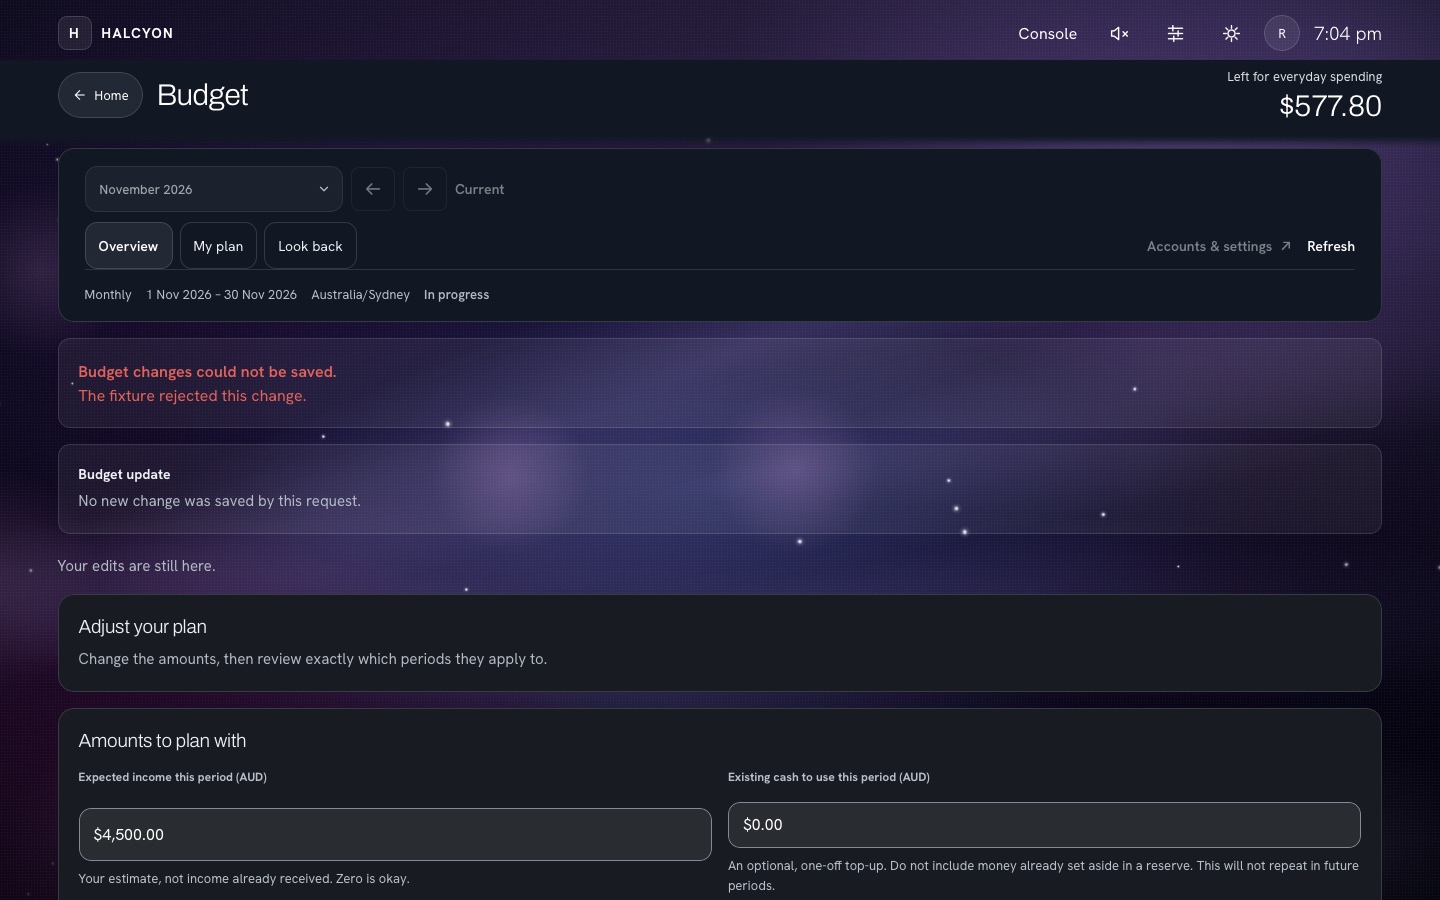 H HALCYON
Console
R
7:04 pm
Home
Budget
Left for everyday spending
$577.80
November 2026
Current
Overview
My plan
Look back
Accounts & settings
Refresh
Monthly
1 Nov 2026 – 30 Nov 2026
Australia/Sydney
In progress
Budget changes could not be saved.
The fixture rejected this change.
Budget update
No new change was saved by this request.
Your edits are still here.
Adjust your plan
Change the amounts, then review exactly which periods they apply to.
Amounts to plan with
Expected income this period (AUD)
$4,500.00
Your estimate, not income already received. Zero is okay.
Existing cash to use this period (AUD)
$0.00
An optional, one-off top-up. Do not include money already set aside in a reserve. This will not repeat in future
periods.